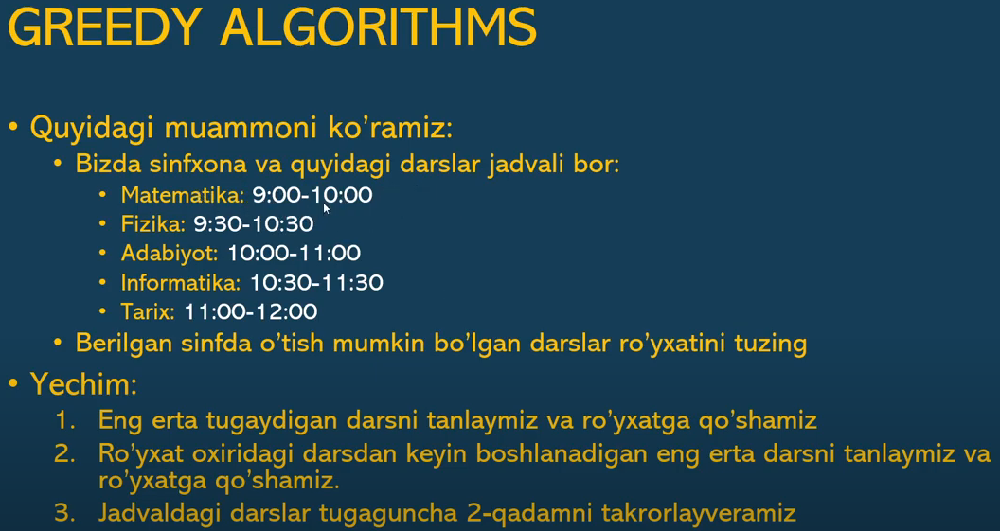 GREEDY ALGORITHMS
• Quyidagi muammoni ko’ramiz:
• Bizda sinfxona va quyidagi darslar jadvali bor:
• Matematika: 9:00-10:00
• Fizika: 9:30-10:30
• Adabiyot: 10:00-11:00
• Informatika: 10:30-11:30
• Tarix: 11:00-12:00
• Berilgan sinfda o’tish mumkin bo’lgan darslar ro’yxatini tuzing
• Yechim:
1. Eng erta tugaydigan darsni tanlaymiz va ro’yxatga qo’shamiz
2. Ro’yxat oxiridagi darsdan keyin boshlanadigan eng erta darsni tanlaymiz va
ro’yxatga qo’shamiz.
3. Jadvaldagi darslar tugaguncha 2-qadamni takrorlayveramiz